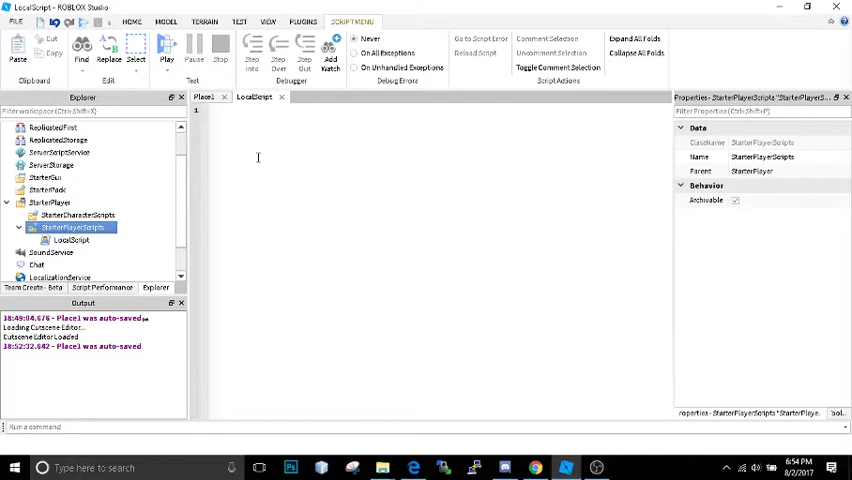 LocalScript - ROBLOX Studio
FILE
HOME
MODEL
TERRAIN
TEST
VIEW
PLUGINS
SCRIPT MENU
Paste
Cut
Copy
Clipboard
Find
Replace
Select
Edit
Play
Pause
Stop
Test
Step Into
Step Over
Step Out
Add Watch
Debugger
Never
On All Exceptions
On Unhandled Exceptions
Debug Errors
Go to Script Error
Reload Script
Comment Selection
Uncomment Selection
Toggle Comment Selection
Expand All Folds
Collapse All Folds
Script Actions
Explorer
Filter workspace (Ctrl+Shift+X)
ReplicatedFirst
ReplicatedStorage
ServerScriptService
ServerStorage
StarterGui
StarterPack
StarterPlayer
StarterCharacterScripts
StarterPlayerScripts
LocalScript
SoundService
Chat
LocalizationService
Team Create - Beta
Script Performance
Explorer
Output
18:49:04.676 - Place1 was auto-saved
Loading Cutscene Editor...
Cutscene Editor Loaded
18:52:32.642 - Place1 was auto-saved
Place1
LocalScript
1
Properties - StarterPlayerScripts "StarterPlayerS...
Filter Properties (Ctrl+Shift+P)
Data
ClassName StarterPlayerScripts
Name StarterPlayerScripts
Parent StarterPlayer
Behavior
Archivable
roperties - StarterPlayerScripts "StarterPlaye...
Run a command
Type here to search
6:54 PM
8/2/2017